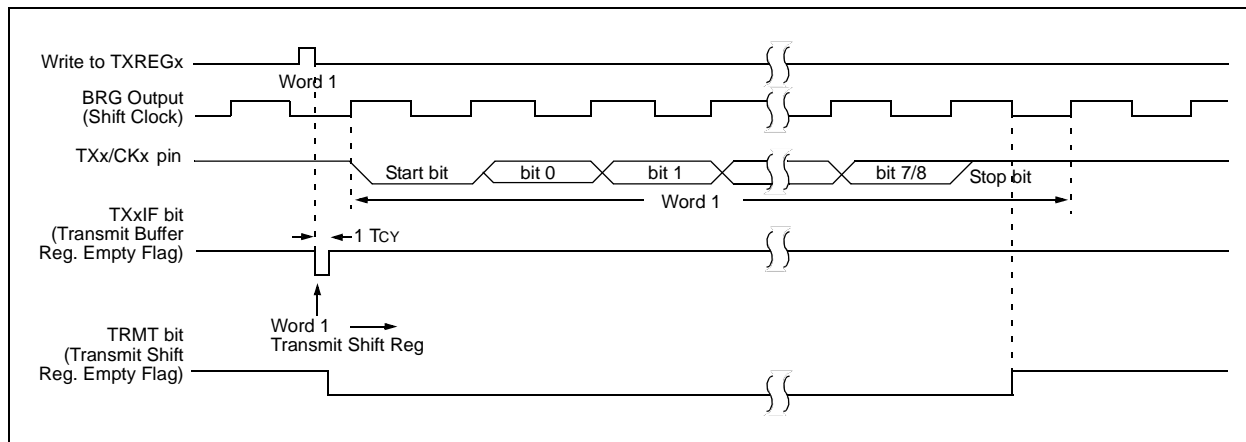 Write to TXREGx
Word 1
BRG Output
(Shift Clock)
TXx/CKx pin
Start bit
bit 0
bit 1
bit 7/8
Stop bit
Word 1
TXxIF bit
(Transmit Buffer
Reg. Empty Flag)
1 TCY
Word 1
Transmit Shift Reg
TRMT bit
(Transmit Shift
Reg. Empty Flag)